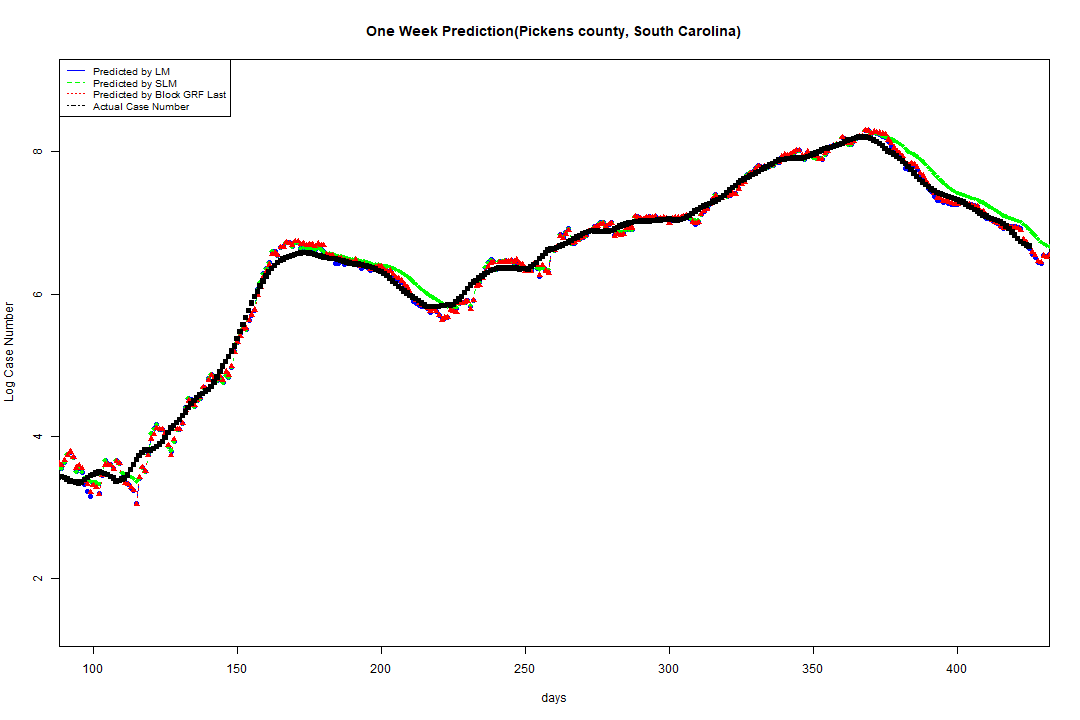 One Week Prediction(Pickens county, South Carolina)
Predicted by LM
Predicted by SLM
Predicted by Block GRF Last
Actual Case Number
Log Case Number
8
6
4
2
100 150 200 250 300 350 400
days